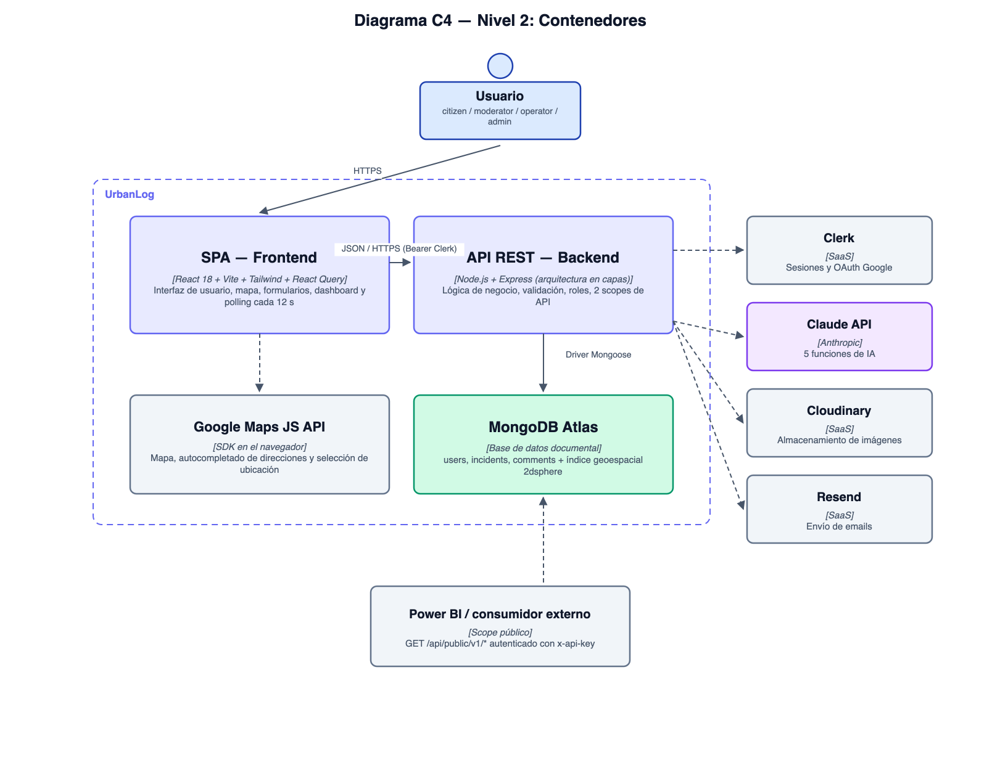 Diagrama C4 — Nivel 2: Contenedores
Usuario
citizen / moderator / operator /
admin
HTTPS
UrbanLog
SPA — Frontend
[React 18 + Vite + Tailwind + React Query]
Interfaz de usuario, mapa, formularios, dashboard y
polling cada 12 s
JSON / HTTPS (Bearer Clerk)
API REST — Backend
[Node.js + Express (arquitectura en capas)]
Lógica de negocio, validación, roles, 2 scopes de
API
Clerk
[SaaS]
Sesiones y OAuth Google
Claude API
[Anthropic]
5 funciones de IA
Driver Mongoose
Google Maps JS API
[SDK en el navegador]
Mapa, autocompletado de direcciones y selección de
ubicación
MongoDB Atlas
[Base de datos documental]
users, incidents, comments + índice geoespacial
2dsphere
Cloudinary
[SaaS]
Almacenamiento de imágenes
Resend
[SaaS]
Envío de emails
Power BI / consumidor externo
[Scope público]
GET /api/public/v1/* autenticado con x-api-key